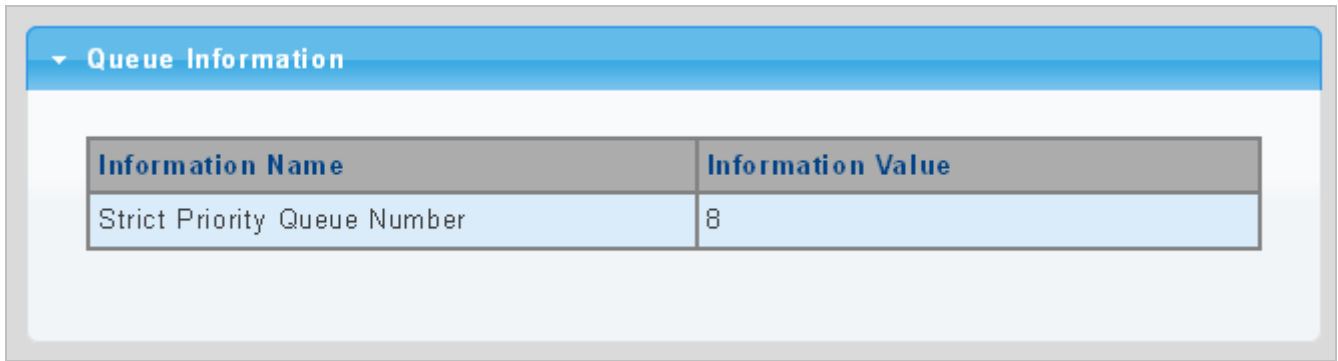 Queue Information
Information Name Information Value
Strict Priority Queue Number 8